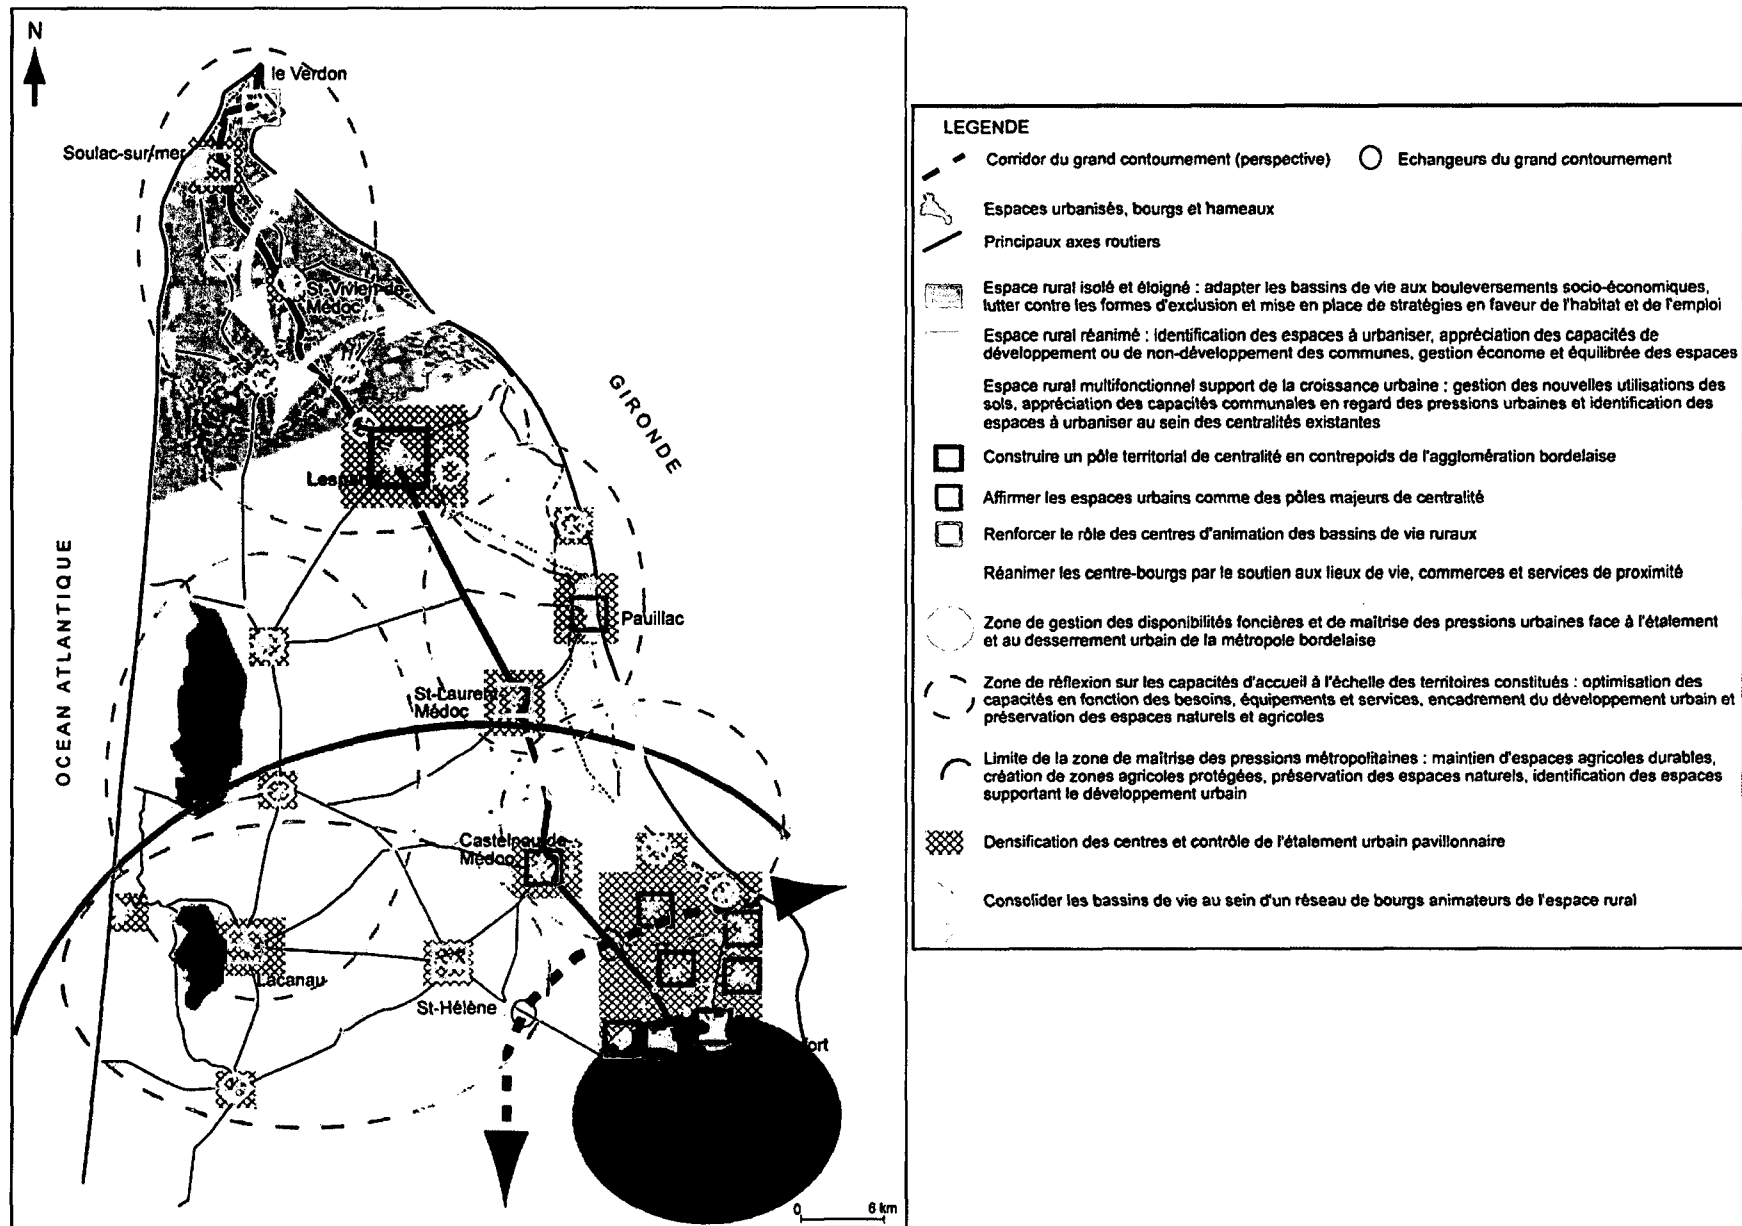 N
le Verdon
Soulac-sur/mer
St-Vivien-de-
Médoc
GIRONDE
OCEAN ATLANTIQUE
Pauillac
St-Laurent
Médoc
Castelnau-de-
Médoc
Lacanau
St-Hélène
0 6 km
LEGENDE
Corridor du grand contournement (perspective)
Echangeurs du grand contournement
Espaces urbanisés, bourgs et hameaux
Principaux axes routiers
Espace rural isolé et éloigné : adapter les bassins de vie aux bouleversements socio-économiques,
lutter contre les formes d'exclusion et mise en place de stratégies en faveur de l'habitat et de l'emploi
Espace rural réanimé : identification des espaces à urbaniser, appréciation des capacités de
développement ou de non-développement des communes, gestion économe et équilibrée des espaces
Espace rural multifonctionnel support de la croissance urbaine : gestion des nouvelles utilisations des
sols, appréciation des capacités communales en regard des pressions urbaines et identification des
espaces à urbaniser au sein des centralités existantes
Construire un pôle territorial de centralité en contrepoids de l'agglomération bordelaise
Affirmer les espaces urbains comme des pôles majeurs de centralité
Renforcer le rôle des centres d'animation des bassins de vie ruraux
Réanimer les centre-bourgs par le soutien aux lieux de vie, commerces et services de proximité
Zone de gestion des disponibilités foncières et de maîtrise des pressions urbaines face à l'étalement
et au desserrement urbain de la métropole bordelaise
Zone de réflexion sur les capacités d'accueil à l'échelle des territoires constitués : optimisation des
capacités en fonction des besoins, équipements et services, encadrement du développement urbain et
préservation des espaces naturels et agricoles
Limite de la zone de maîtrise des pressions métropolitaines : maintien d'espaces agricoles durables,
création de zones agricoles protégées, préservation des espaces naturels, identification des espaces
supportant le développement urbain
Densification des centres et contrôle de l'étalement urbain pavillonnaire
Consolider les bassins de vie au sein d'un réseau de bourgs animateurs de l'espace rural